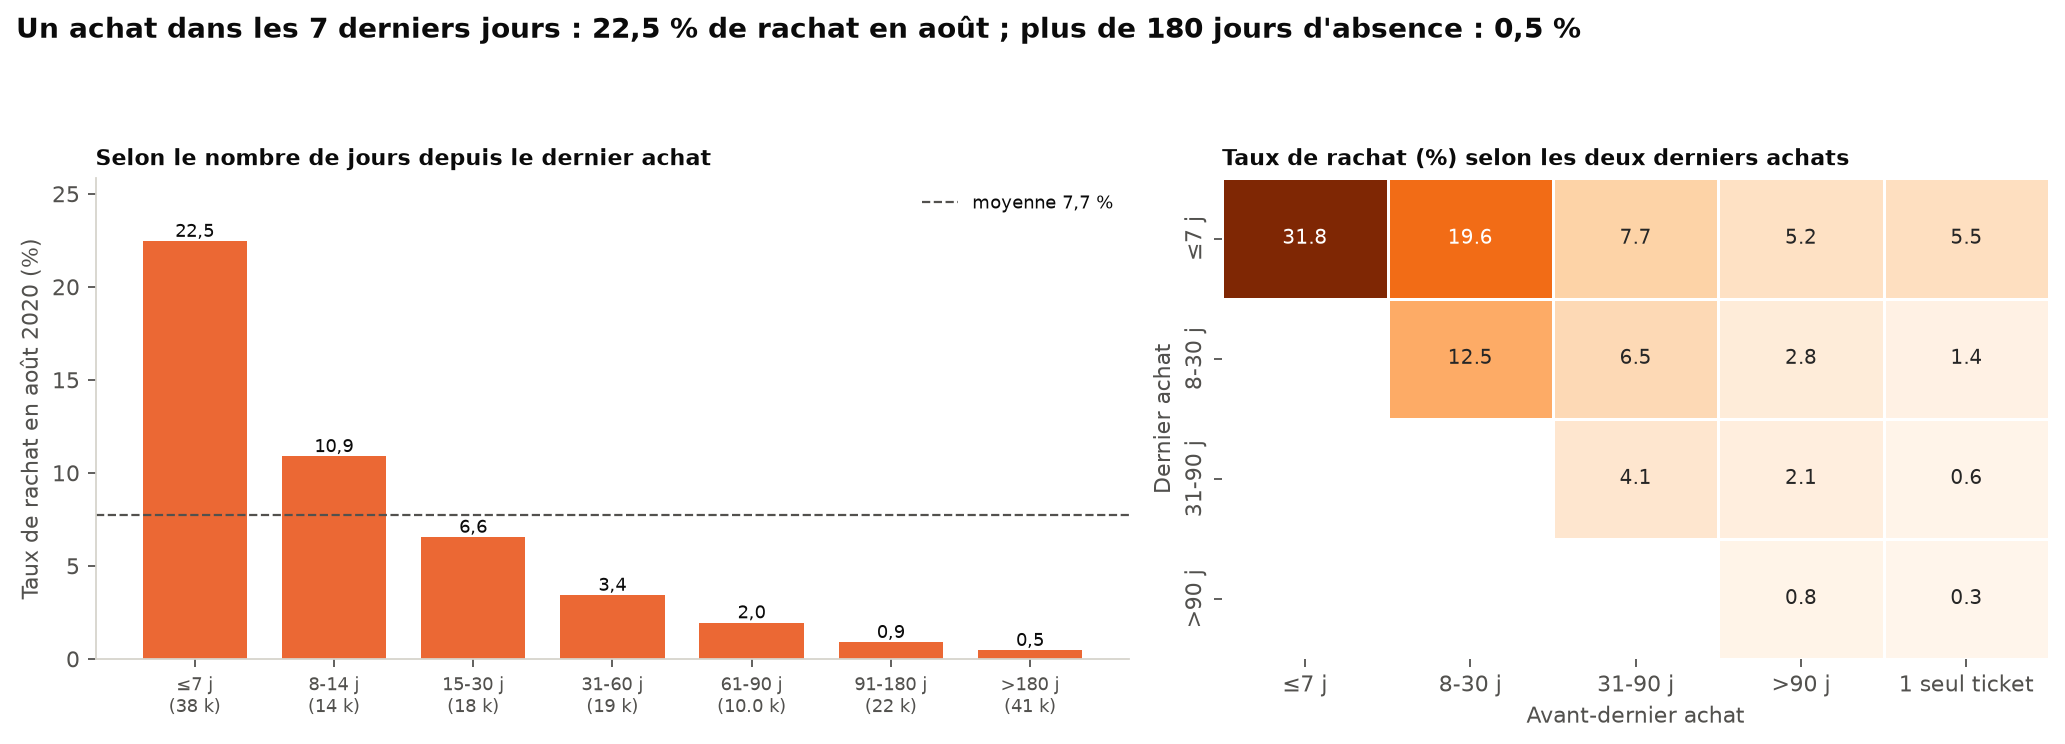 Un achat dans les 7 derniers jours : 22,5 % de rachat en août ; plus de 180 jours d'absence : 0,5 %
Selon le nombre de jours depuis le dernier achat
Taux de rachat en août 2020 (%)
25
20
15
10
5
0
moyenne 7,7 %
22,5
10,9
6,6
3,4
2,0
0,9
0,5
≤7 j
(38 k)
8-14 j
(14 k)
15-30 j
(18 k)
31-60 j
(19 k)
61-90 j
(10.0 k)
91-180 j
(22 k)
>180 j
(41 k)
Taux de rachat (%) selon les deux derniers achats
Dernier achat
≤7 j
31.8 19.6 7.7 5.2 5.5
8-30 j
12.5 6.5 2.8 1.4
31-90 j
4.1 2.1 0.6
>90 j
0.8 0.3
≤7 j 8-30 j 31-90 j >90 j 1 seul ticket
Avant-dernier achat